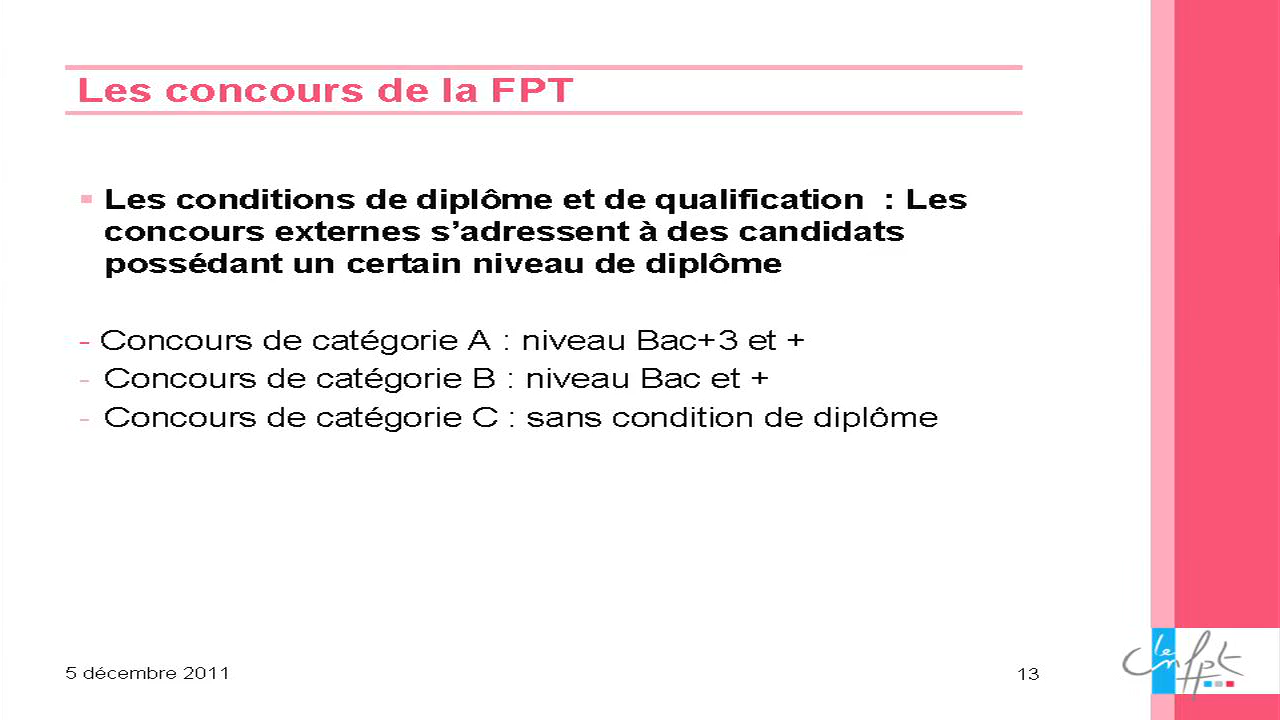 Les concours de la FPT
Les conditions de diplôme et de qualification : Les
concours externes s’adressent à des candidats
possédant un certain niveau de diplôme
- Concours de catégorie A : niveau Bac+3 et +
- Concours de catégorie B : niveau Bac et +
- Concours de catégorie C : sans condition de diplôme
5 décembre 2011
13
le cnfpt